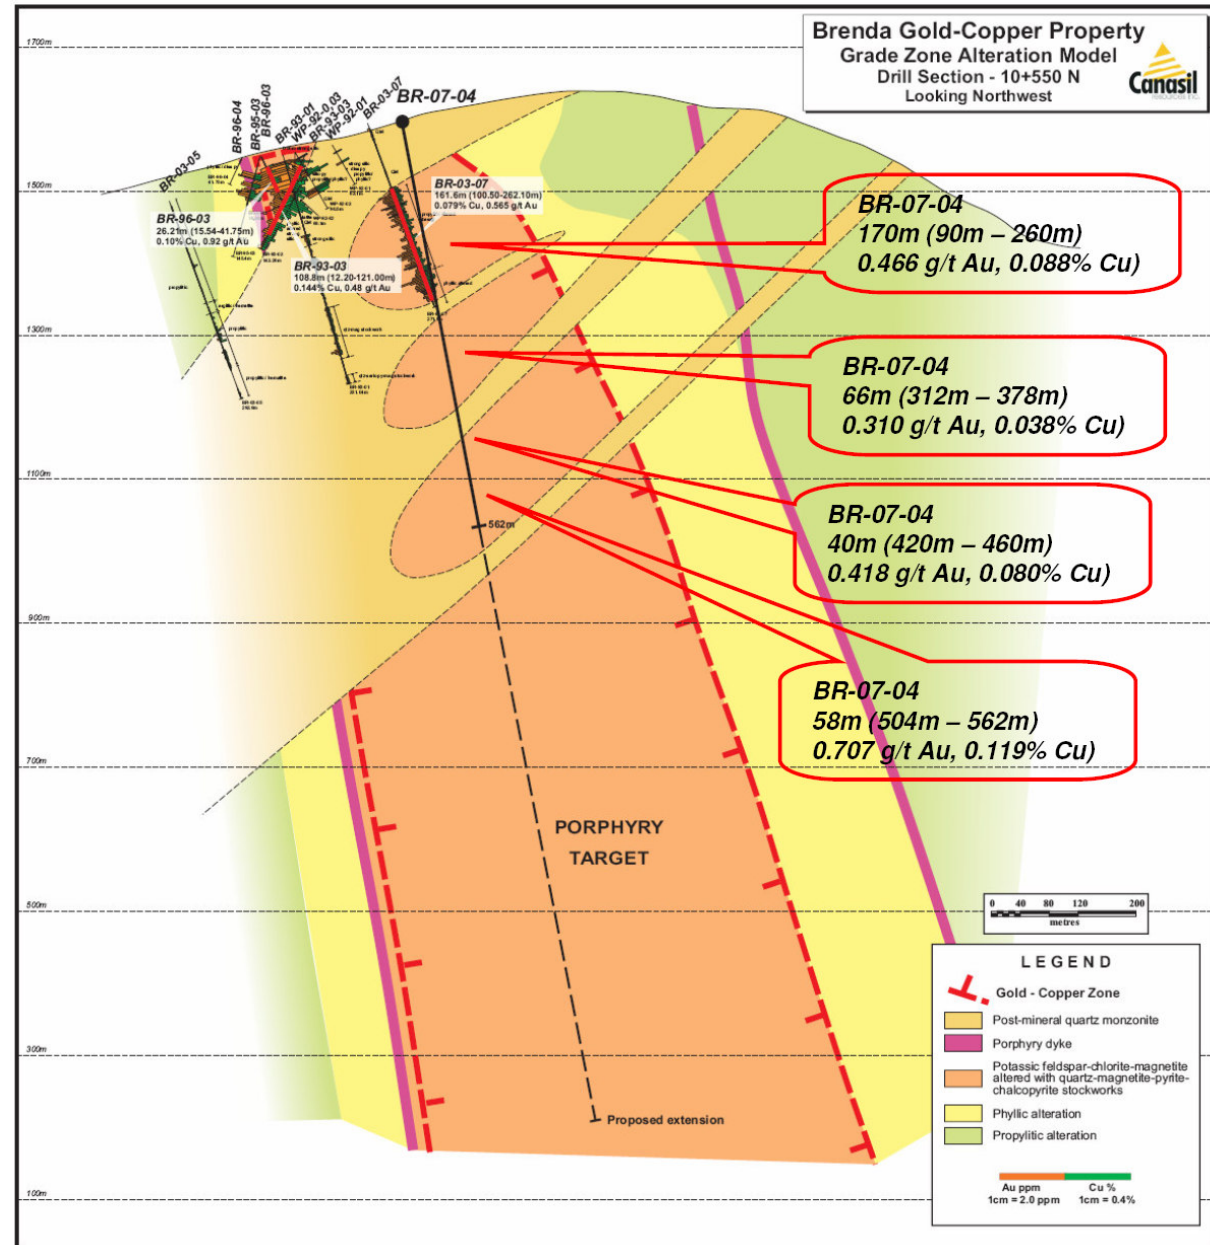 Brenda Gold-Copper Property
Grade Zone Alteration Model
Drill Section - 10+550 N
Looking Northwest
Canasil
1700m
1500m
1300m
1100m
900m
700m
500m
300m
100m
BR-03-05
BR-96-04
BR-95-03
BR-96-03
BR-93-01
WP-92-0,03
BR-93-03
WP-92-01
BR-03-07
BR-07-04
BR-96-03
26.21m (15.54-41.75m)
0.10% Cu, 0.92 g/t Au
BR-93-03
108.8m (12.20-121.00m)
0.144% Cu, 0.48 g/t Au
BR-03-07
161.6m (100.50-262.10m)
0.079% Cu, 0.565 g/t Au
BR-07-04
170m (90m – 260m)
0.466 g/t Au, 0.088% Cu)
BR-07-04
66m (312m – 378m)
0.310 g/t Au, 0.038% Cu)
BR-07-04
40m (420m – 460m)
0.418 g/t Au, 0.080% Cu)
BR-07-04
58m (504m – 562m)
0.707 g/t Au, 0.119% Cu)
562m
PORPHYRY
TARGET
Proposed extension
0 40 80 120 200
metres
LEGEND
Gold - Copper Zone
Post-mineral quartz monzonite
Porphyry dyke
Potassic feldspar-chlorite-magnetite
altered with quartz-magnetite-pyrite-
chalcopyrite stockworks
Phyllic alteration
Propylitic alteration
Au ppm Cu %
1cm = 2.0 ppm 1cm = 0.4%